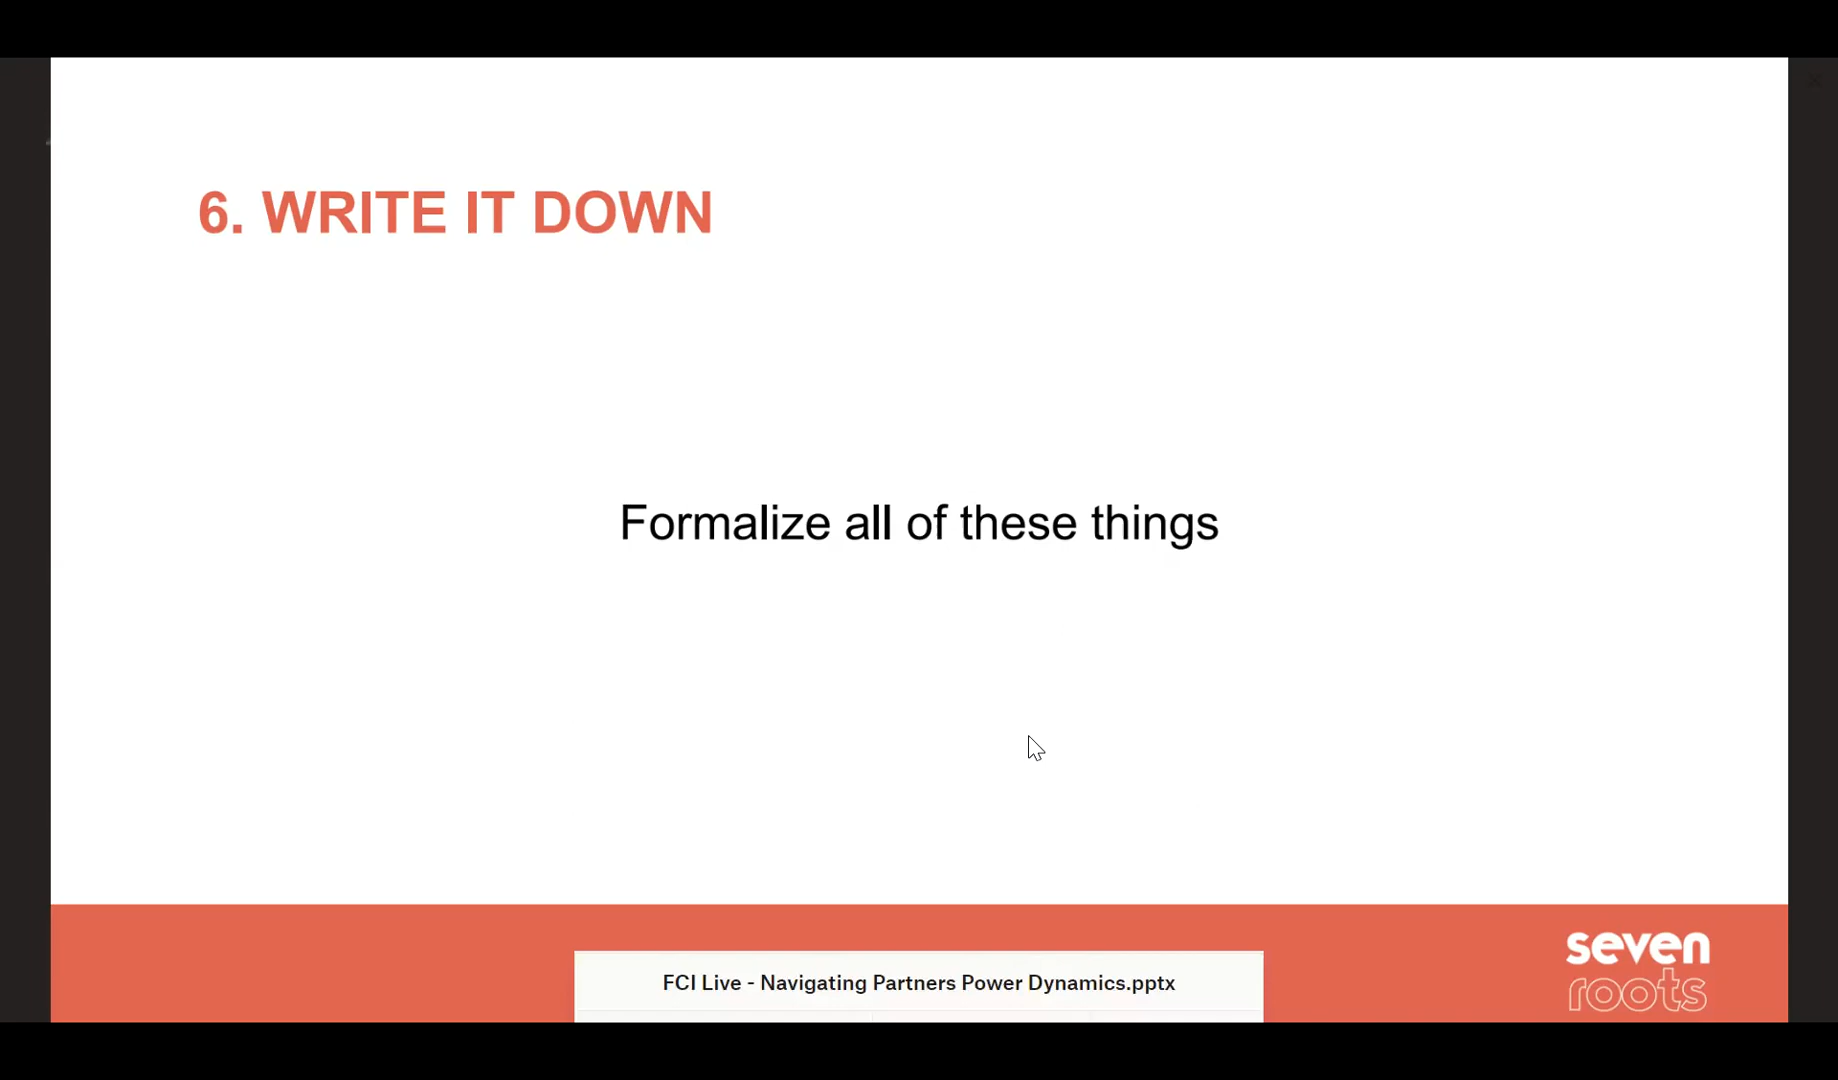 6. WRITE IT DOWN
Formalize all of these things
FCI Live - Navigating Partners Power Dynamics.pptx
seven
roots